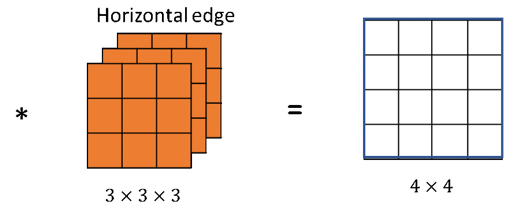 Horizontal edge
*
=
3 × 3 × 3
4 × 4